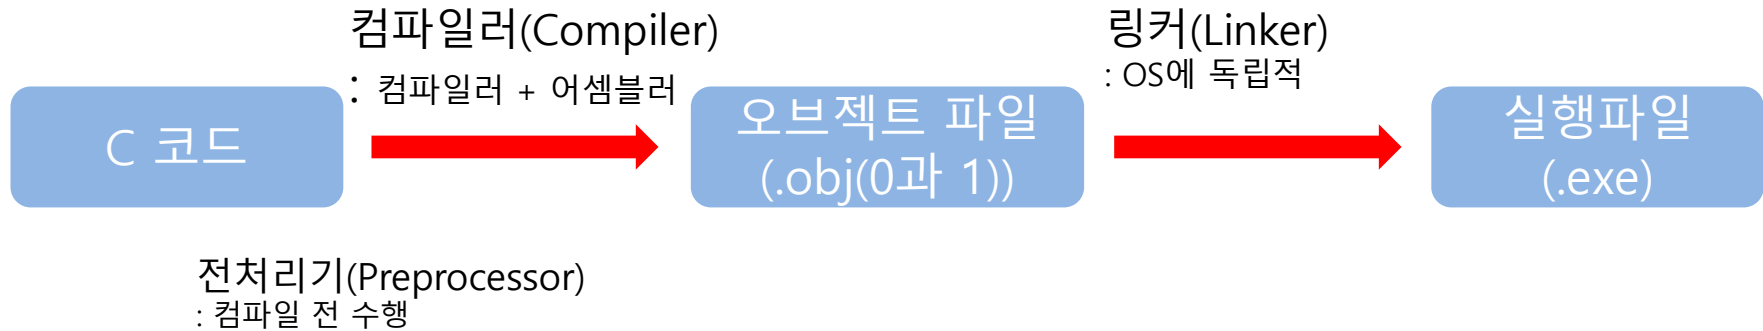 컴파일러(Compiler)
: 컴파일러 + 어셈블러
링커(Linker)
: OS에 독립적
C 코드
오브젝트 파일
(.obj(0과 1))
실행파일
(.exe)
전처리기(Preprocessor)
: 컴파일 전 수행